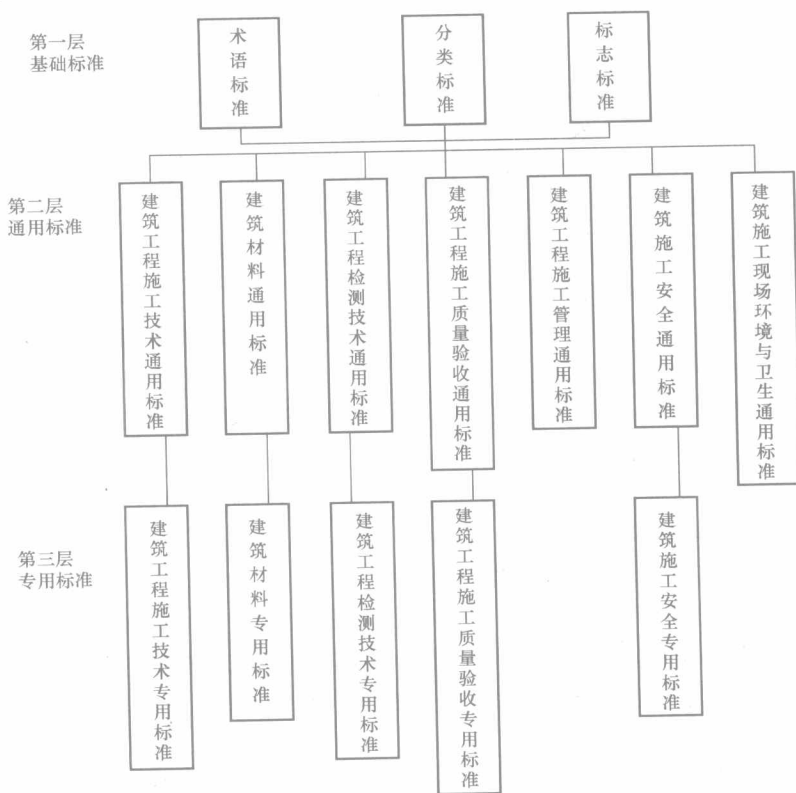 第一层
基础标准
术语标准
分类标准
标志标准
第二层
通用标准
建筑工程施工技术通用标准
建筑材料通用标准
建筑工程检测技术通用标准
建筑工程施工质量验收通用标准
建筑工程施工管理通用标准
建筑施工安全通用标准
建筑施工现场环境与卫生通用标准
第三层
专用标准
建筑工程施工技术专用标准
建筑材料专用标准
建筑工程检测技术专用标准
建筑工程施工质量验收专用标准
建筑施工安全专用标准